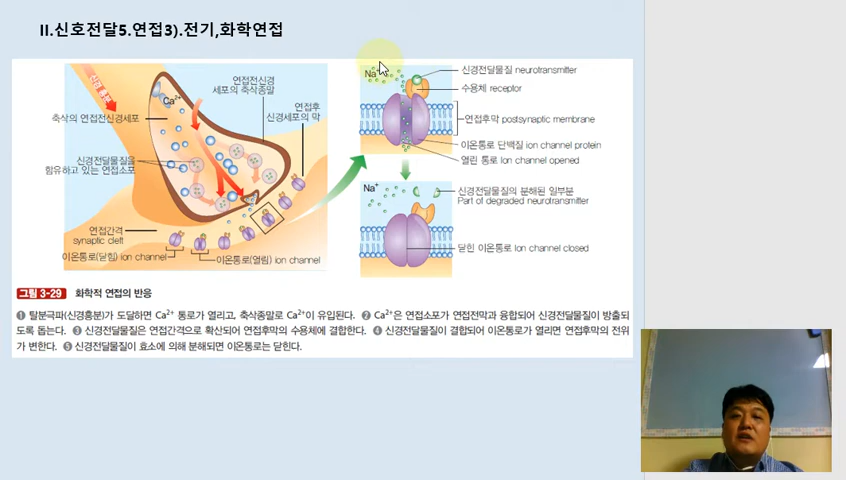 II.신호전달5.연접3).전기,화학연접
신경 흥분
Ca2+
연접전신경
세포의 축삭종말
축삭의 연접전신경세포
연접후
신경세포의 막
신경전달물질을
함유하고 있는 연접소포
연접간격
synaptic cleft
이온통로(닫힘) ion channel
이온통로(열림) ion channel
Na+
신경전달물질 neurotransmitter
수용체 receptor
연접후막 postsynaptic membrane
이온통로 단백질 ion channel protein
열린 통로 Ion channel opened
Na+
신경전달물질의 분해된 일부분
Part of degraded neurotransmitter
닫힌 이온통로 Ion channel closed
그림 3-29 화학적 연접의 반응
❶ 탈분극파(신경흥분)가 도달하면 Ca2+ 통로가 열리고, 축삭종말로 Ca2+이 유입된다. ❷ Ca2+은 연접소포가 연접전막과 융합되어 신경전달물질이 방출되
도록 돕는다. ❸ 신경전달물질은 연접간격으로 확산되어 연접후막의 수용체에 결합한다. ❹ 신경전달물질이 결합되어 이온통로가 열리면 연접후막의 전위
가 변한다. ❺ 신경전달물질이 효소에 의해 분해되면 이온통로는 닫힌다.